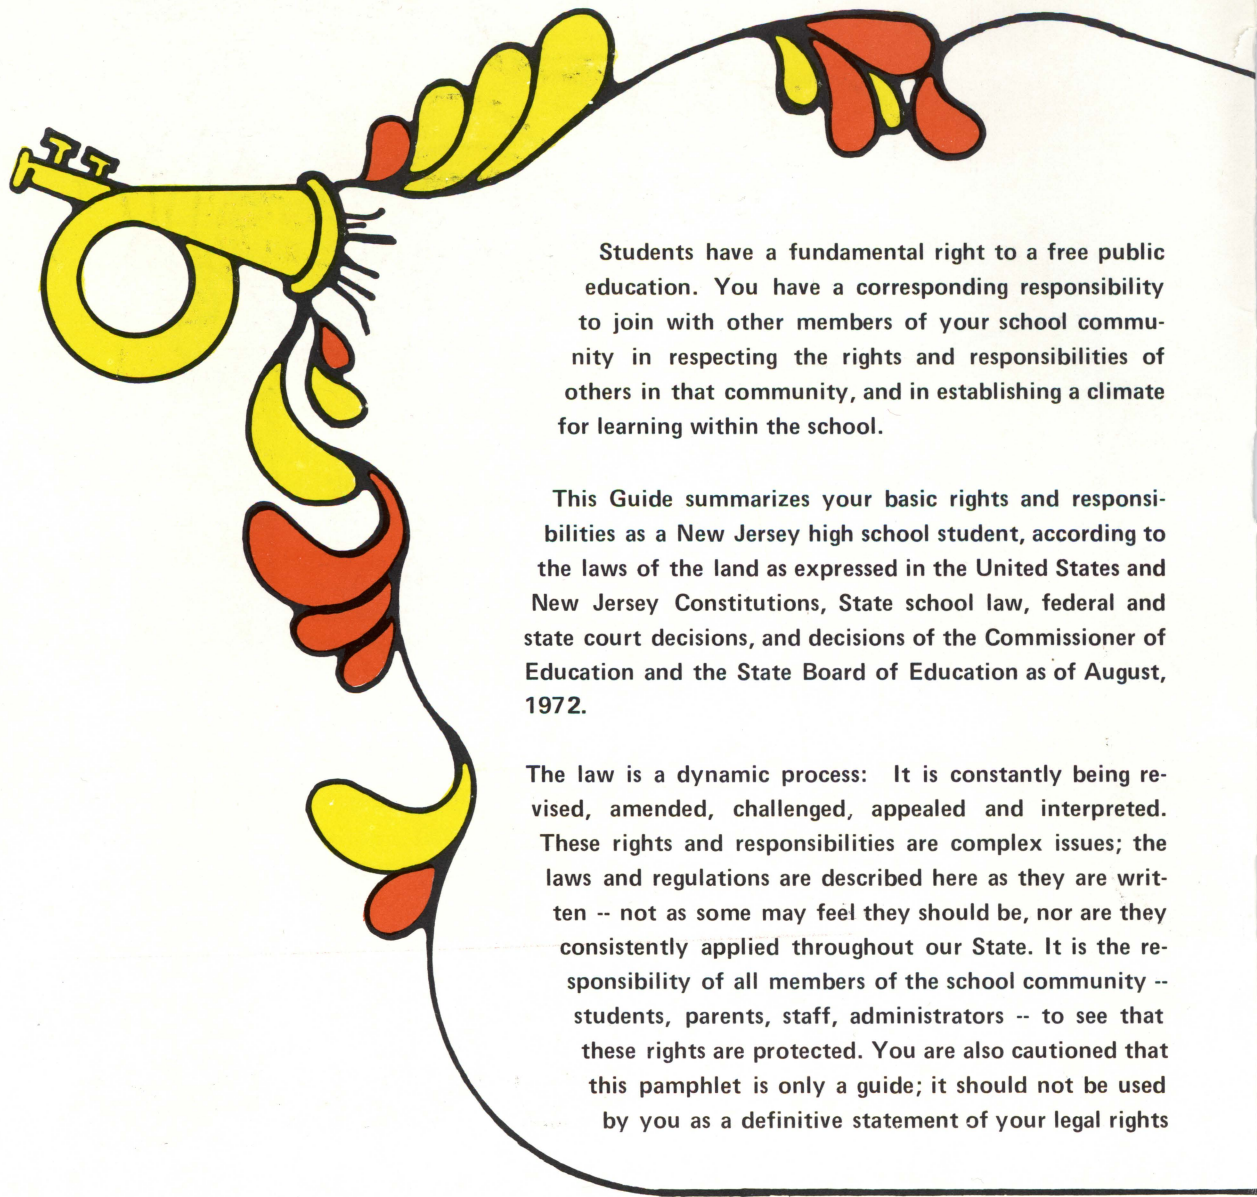 Students have a fundamental right to a free public
education. You have a corresponding responsibility
to join with other members of your school commu-
nity in respecting the rights and responsibilities of
others in that community, and in establishing a climate
for learning within the school.
This Guide summarizes your basic rights and responsi-
bilities as a New Jersey high school student, according to
the laws of the land as expressed in the United States and
New Jersey Constitutions, State school law, federal and
state court decisions, and decisions of the Commissioner of
Education and the State Board of Education as of August,
1972.
The law is a dynamic process: It is constantly being re-
vised, amended, challenged, appealed and interpreted.
These rights and responsibilities are complex issues; the
laws and regulations are described here as they are writ-
ten -- not as some may feel they should be, nor are they
consistently applied throughout our State. It is the re-
sponsibility of all members of the school community --
students, parents, staff, administrators -- to see that
these rights are protected. You are also cautioned that
this pamphlet is only a guide; it should not be used
by you as a definitive statement of your legal rights